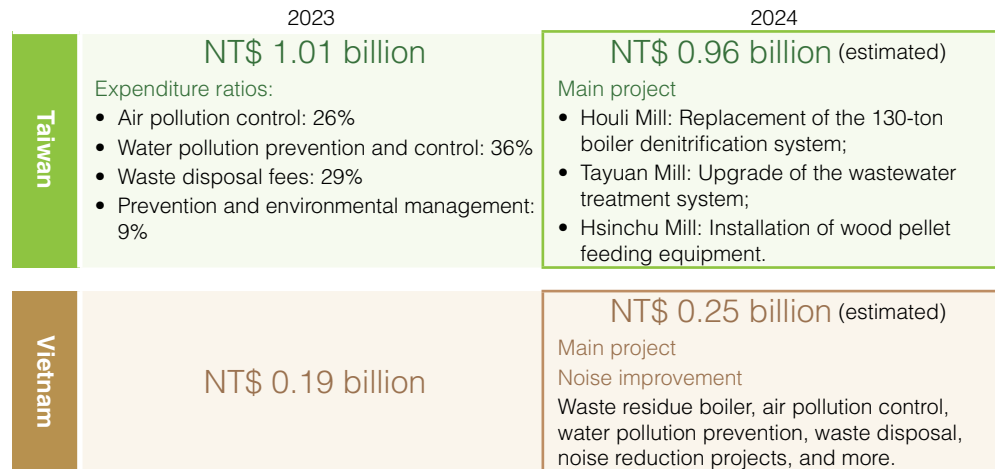 2023
2024
Taiwan
NT$ 1.01 billion
Expenditure ratios:
• Air pollution control: 26%
• Water pollution prevention and control: 36%
• Waste disposal fees: 29%
• Prevention and environmental management:
9%
NT$ 0.96 billion (estimated)
Main project
• Houli Mill: Replacement of the 130-ton
boiler denitrification system;
• Tayuan Mill: Upgrade of the wastewater
treatment system;
• Hsinchu Mill: Installation of wood pellet
feeding equipment.
Vietnam
NT$ 0.19 billion
NT$ 0.25 billion (estimated)
Main project
Noise improvement
Waste residue boiler, air pollution control,
water pollution prevention, waste disposal,
noise reduction projects, and more.